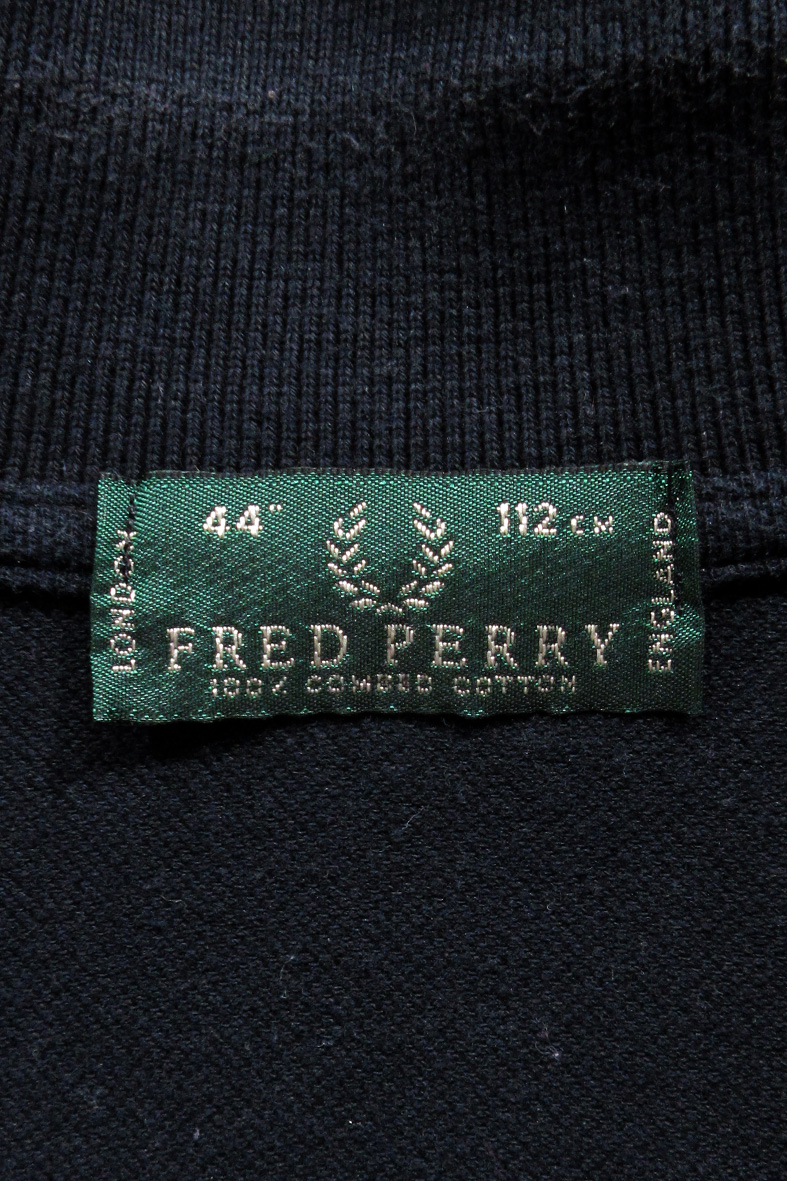 44" 112 CM
LONDON
ENGLAND
FRED PERRY
100% COMBED COTTON